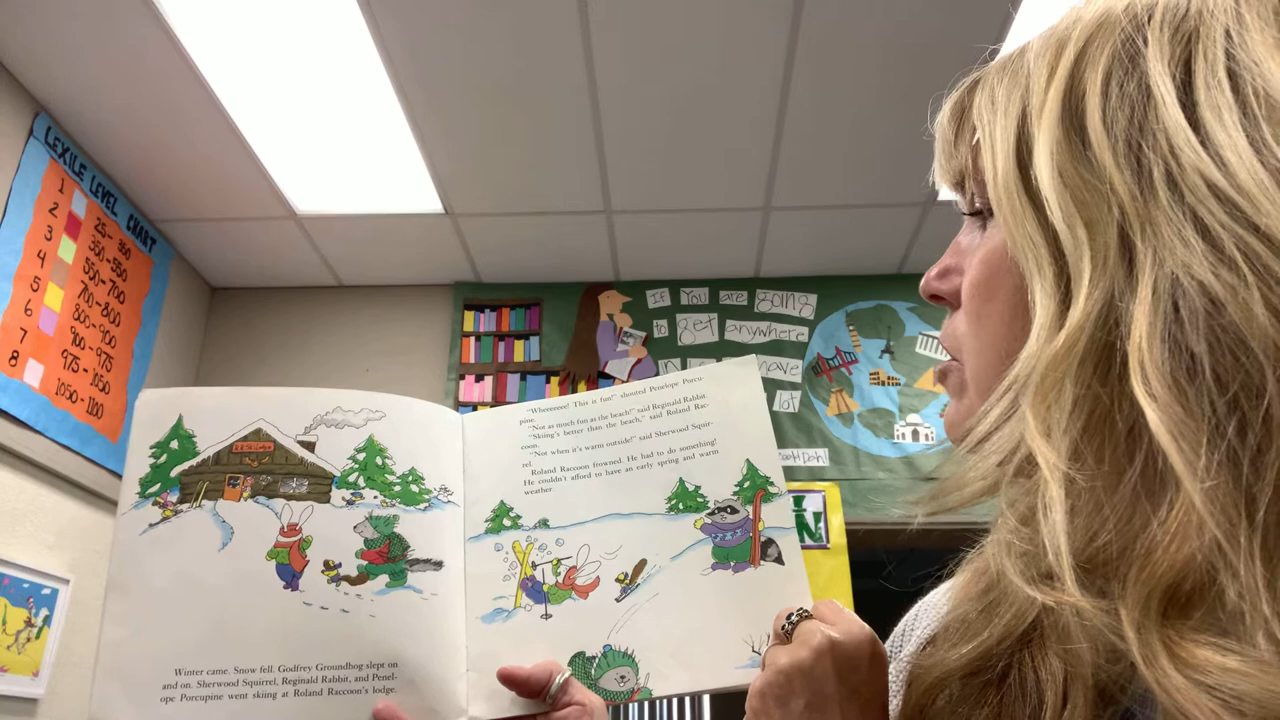 LEXILE LEVEL CHART
1 25-350
2 350-550
3 550-700
4 700-800
5 800-900
6 900-975
7 975-1050
8 1050-1100
If You are going
to get anywhere
in have
lot
IN
Winter came. Snow fell. Godfrey Groundhog slept on
and on. Sherwood Squirrel, Reginald Rabbit, and Penel-
ope Porcupine went skiing at Roland Raccoon's lodge.
"Whereeeee! This is fun!" shouted Penelope Porcu-
pine.
"Not as much fun as the beach!" said Reginald Rabbit.
"Skiing's better than the beach," said Roland Rac-
coon.
"Not when it's warm outside!" said Sherwood Squir-
rel.
Roland Raccoon frowned. He had to do something!
He couldn't afford to have an early spring and warm
weather.